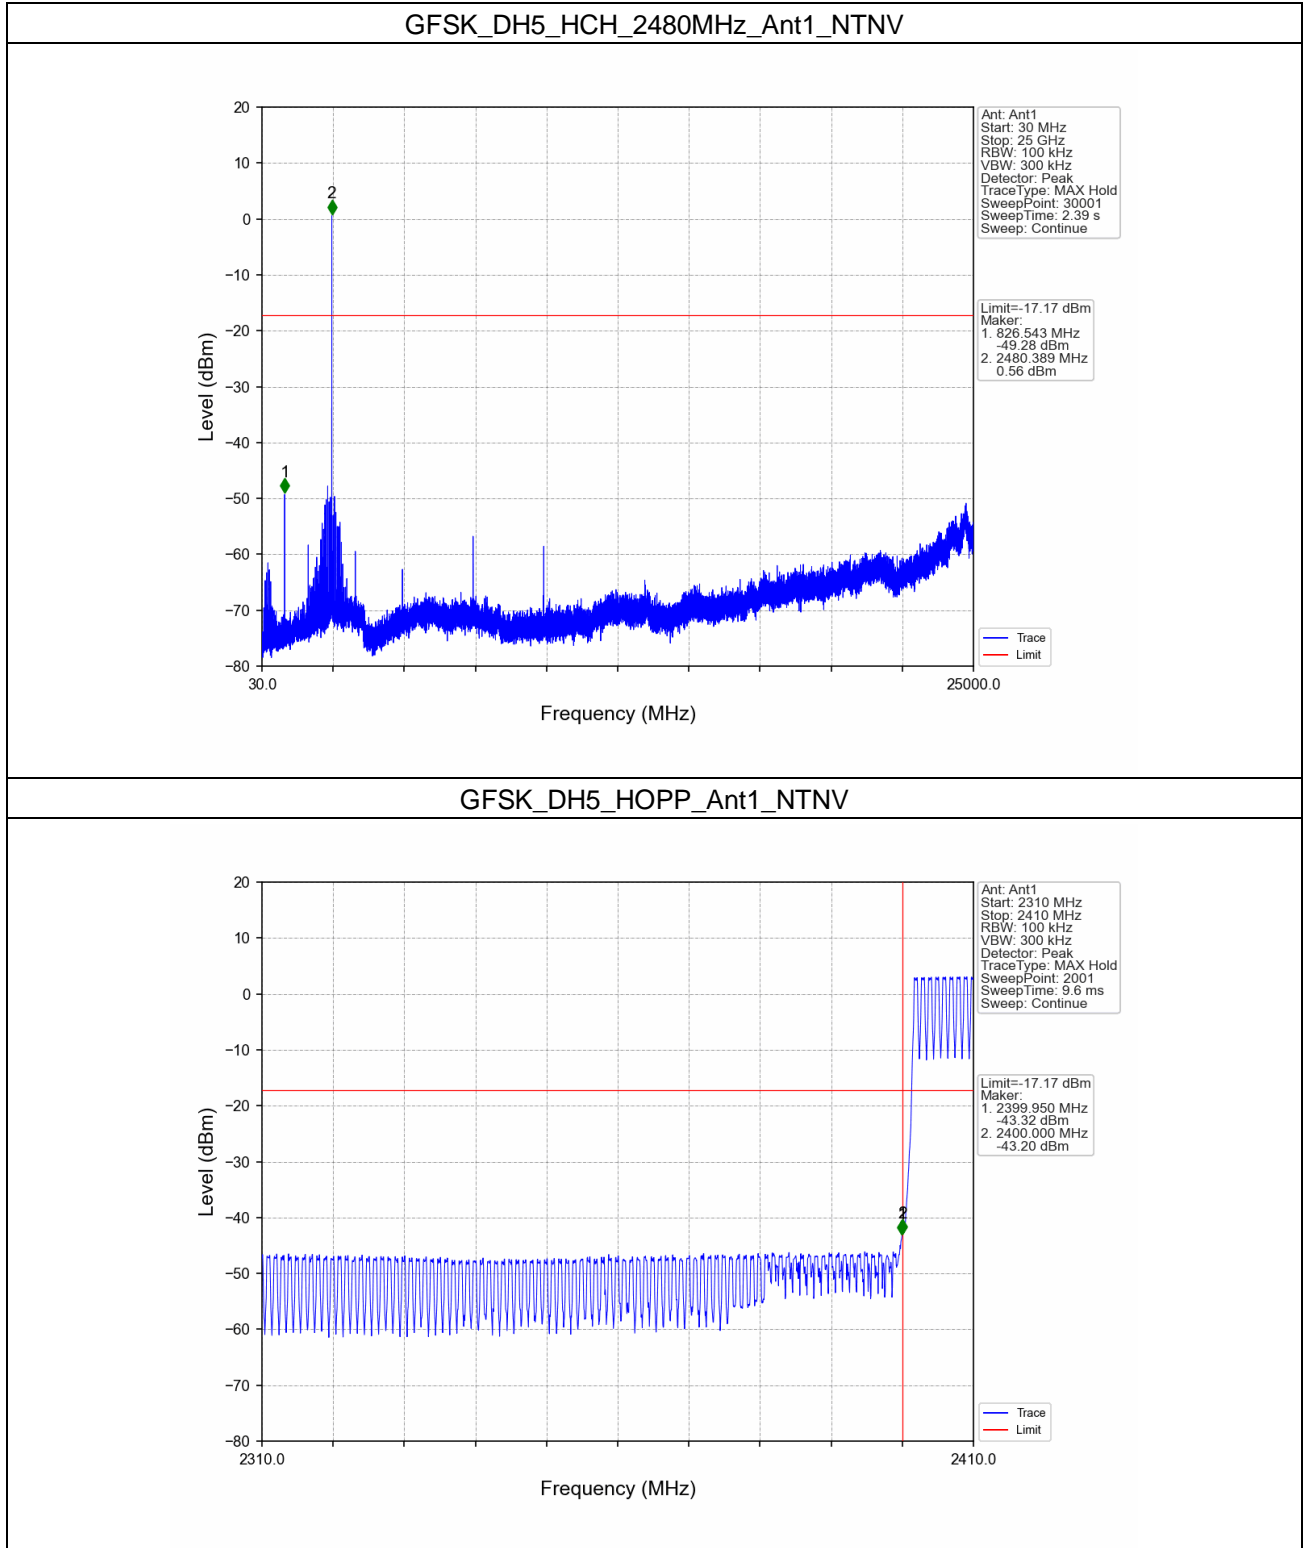 GFSK_DH5_HCH_2480MHz_Ant1_NTNV
20
10
0
−10
−20
−30
−40
−50
−60
−70
−80
Level (dBm)
1
2
30.0
25000.0
Frequency (MHz)
Ant: Ant1
Start: 30 MHz
Stop: 25 GHz
RBW: 100 kHz
VBW: 300 kHz
Detector: Peak
TraceType: MAX Hold
SweepPoint: 30001
SweepTime: 2.39 s
Sweep: Continue
Limit=-17.17 dBm
Maker:
1. 826.543 MHz
-49.28 dBm
2. 2480.389 MHz
0.56 dBm
Trace
Limit
GFSK_DH5_HOPP_Ant1_NTNV
20
10
0
−10
−20
−30
−40
−50
−60
−70
−80
Level (dBm)
2
2310.0
2410.0
Frequency (MHz)
Ant: Ant1
Start: 2310 MHz
Stop: 2410 MHz
RBW: 100 kHz
VBW: 300 kHz
Detector: Peak
TraceType: MAX Hold
SweepPoint: 2001
SweepTime: 9.6 ms
Sweep: Continue
Limit=-17.17 dBm
Maker:
1. 2399.950 MHz
-43.32 dBm
2. 2400.000 MHz
-43.20 dBm
Trace
Limit